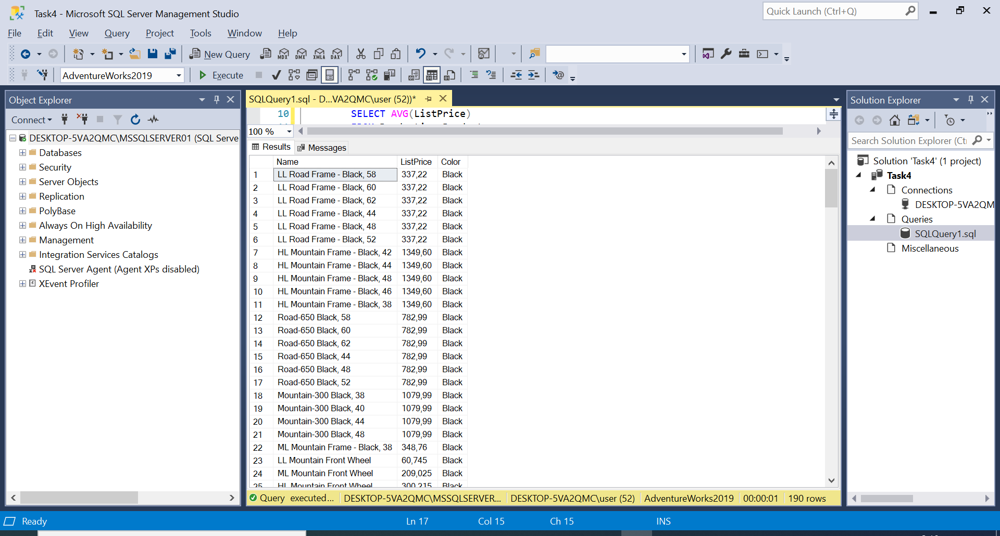 Task4 - Microsoft SQL Server Management Studio
Quick Launch (Ctrl+Q)
File Edit View Query Project Tools Window Help
New Query MDX DMX XMLA DAX
AdventureWorks2019 Execute
Object Explorer
Connect
DESKTOP-5VA2QMC\MSSQLSERVER01 (SQL Serve
Databases
Security
Server Objects
Replication
PolyBase
Always On High Availability
Management
Integration Services Catalogs
SQL Server Agent (Agent XPs disabled)
XEvent Profiler
SQLQuery1.sql - D...VA2QMC\user (52))*
10 SELECT AVG(ListPrice)
100 %
Results Messages
Name ListPrice Color
1 LL Road Frame - Black, 58 337,22 Black
2 LL Road Frame - Black, 60 337,22 Black
3 LL Road Frame - Black, 62 337,22 Black
4 LL Road Frame - Black, 44 337,22 Black
5 LL Road Frame - Black, 48 337,22 Black
6 LL Road Frame - Black, 52 337,22 Black
7 HL Mountain Frame - Black, 42 1349,60 Black
8 HL Mountain Frame - Black, 44 1349,60 Black
9 HL Mountain Frame - Black, 48 1349,60 Black
10 HL Mountain Frame - Black, 46 1349,60 Black
11 HL Mountain Frame - Black, 38 1349,60 Black
12 Road-650 Black, 58 782,99 Black
13 Road-650 Black, 60 782,99 Black
14 Road-650 Black, 62 782,99 Black
15 Road-650 Black, 44 782,99 Black
16 Road-650 Black, 48 782,99 Black
17 Road-650 Black, 52 782,99 Black
18 Mountain-300 Black, 38 1079,99 Black
19 Mountain-300 Black, 40 1079,99 Black
20 Mountain-300 Black, 44 1079,99 Black
21 Mountain-300 Black, 48 1079,99 Black
22 ML Mountain Frame - Black, 38 348,76 Black
23 LL Mountain Front Wheel 60,745 Black
24 ML Mountain Front Wheel 209,025 Black
25 HL Mountain Front Wheel 300,215 Black
Query executed... DESKTOP-5VA2QMC\MSSQLSERVER... DESKTOP-5VA2QMC\user (52) AdventureWorks2019 00:00:01 190 rows
Solution Explorer
Search Solution Explorer (Ct
Solution 'Task4' (1 project)
Task4
Connections
DESKTOP-5VA2QM
Queries
SQLQuery1.sql
Miscellaneous
Ready Ln 17 Col 15 Ch 15 INS